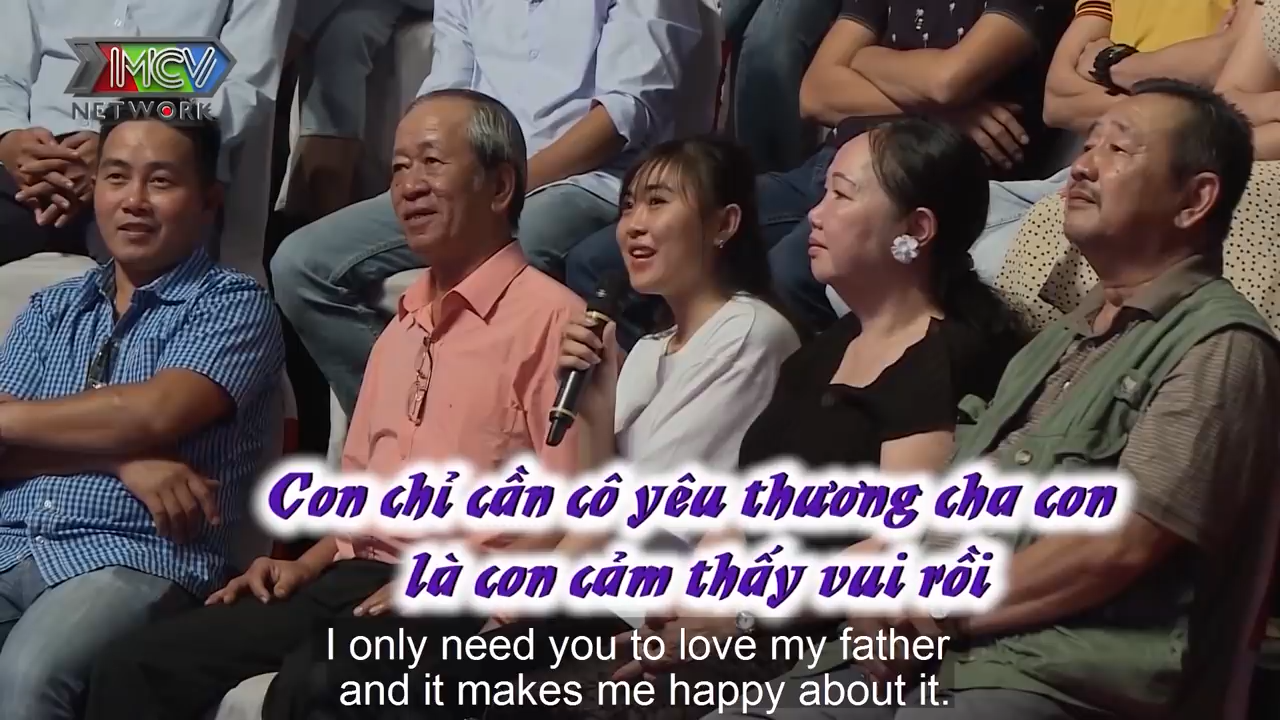 MCV
NETWORK
Con chỉ cần cô yêu thương cha con
là con cảm thấy vui rồi
I only need you to love my father
and it makes me happy about it.